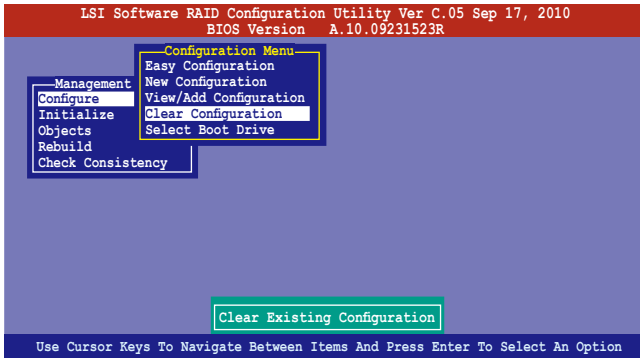 LSI Software RAID Configuration Utility Ver C.05 Sep 17, 2010
BIOS Version A.10.09231523R
Configuration Menu
Easy Configuration
New Configuration
View/Add Configuration
Clear Configuration
Select Boot Drive
Management
Configure
Initialize
Objects
Rebuild
Check Consistency
Clear Existing Configuration
Use Cursor Keys To Navigate Between Items And Press Enter To Select An Option